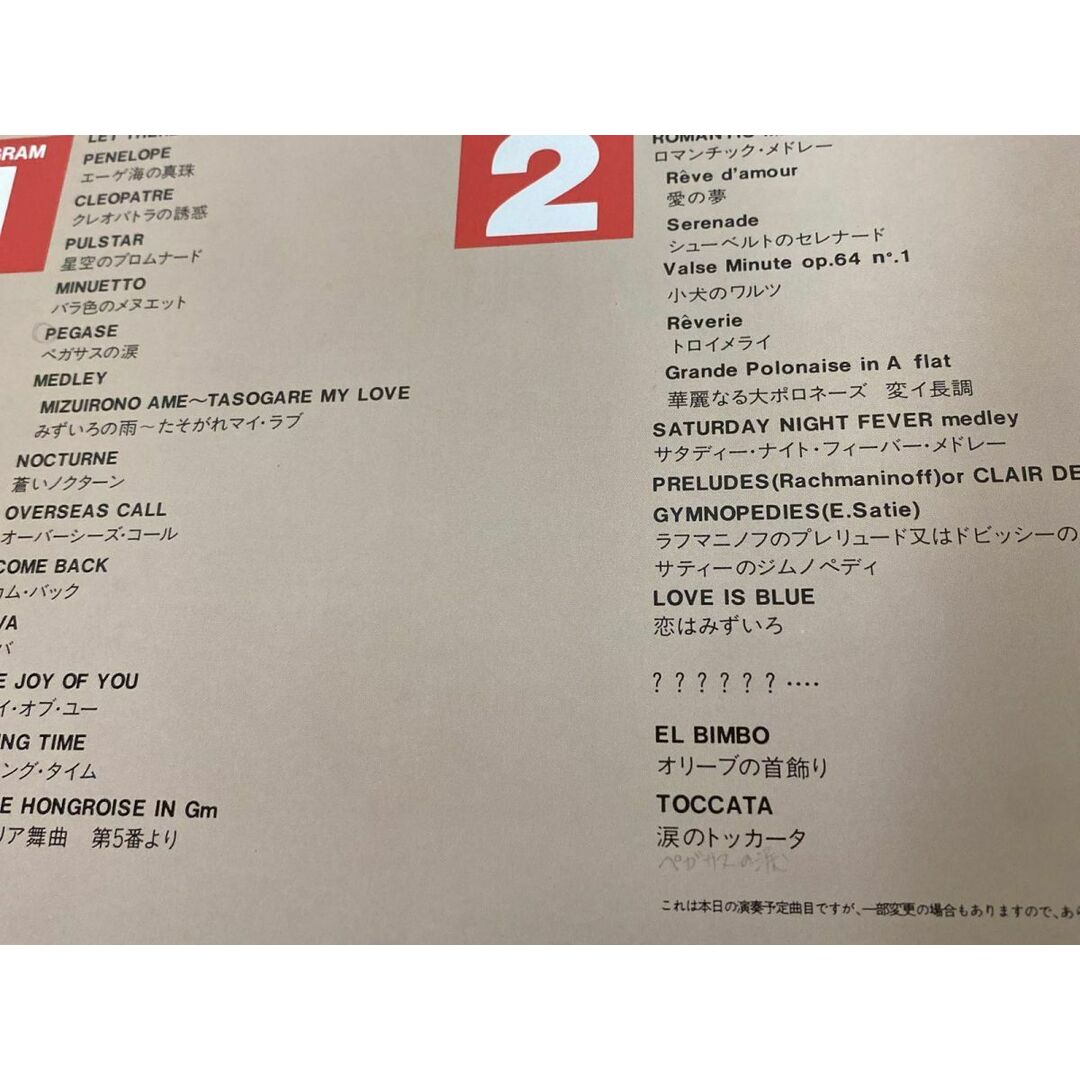 GRAM
1
PENELOPE
エーゲ海の真珠
CLEOPATRE
クレオパトラの誘惑
PULSTAR
星空のプロムナード
MINUETTO
バラ色のメヌエット
PEGASE
ペガサスの涙
MEDLEY
MIZUIRONO AME〜TASOGARE MY LOVE
みずいろの雨〜たそがれマイ・ラブ
NOCTURNE
蒼いノクターン
OVERSEAS CALL
オーバーシーズ・コール
COME BACK
カム・バック
VA
バ
E JOY OF YOU
イ・オブ・ユー
NG TIME
ング・タイム
E HONGROISE IN Gm
リア舞曲 第5番より
2
ROMANTIC
ロマンチック・メドレー
Rêve d'amour
愛の夢
Serenade
シューベルトのセレナード
Valse Minute op.64 n°.1
小犬のワルツ
Rêverie
トロイメライ
Grande Polonaise in A flat
華麗なる大ポロネーズ 変イ長調
SATURDAY NIGHT FEVER medley
サタディー・ナイト・フィーバー・メドレー
PRELUDES(Rachmaninoff)or CLAIR DE
GYMNOPEDIES(E.Satie)
ラフマニノフのプレリュード又はドビッシーの
サティーのジムノペディ
LOVE IS BLUE
恋はみずいろ
??????‥‥
EL BIMBO
オリーブの首飾り
TOCCATA
涙のトッカータ
ペガサスの涙
これは本日の演奏予定曲目ですが、一部変更の場合もありますので、あら